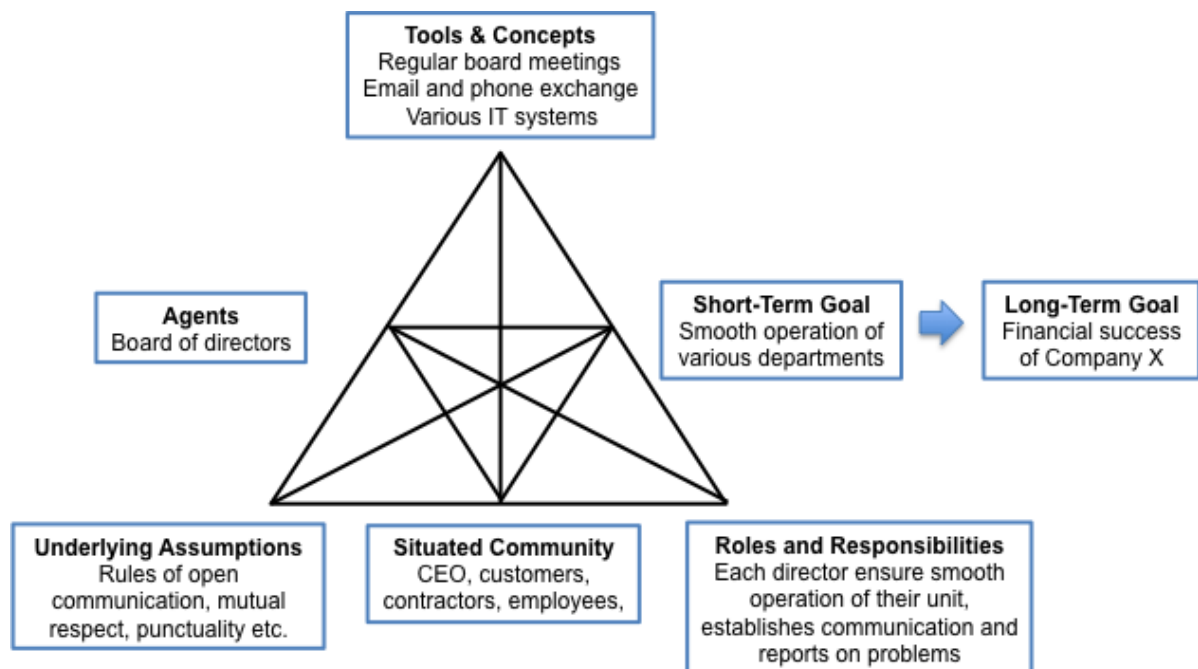 Tools & Concepts
Regular board meetings
Email and phone exchange
Various IT systems
Agents
Board of directors
Short-Term Goal
Smooth operation of
various departments
Long-Term Goal
Financial success
of Company X
Underlying Assumptions
Rules of open
communication, mutual
respect, punctuality etc.
Situated Community
CEO, customers,
contractors, employees,
Roles and Responsibilities
Each director ensure smooth
operation of their unit,
establishes communication and
reports on problems